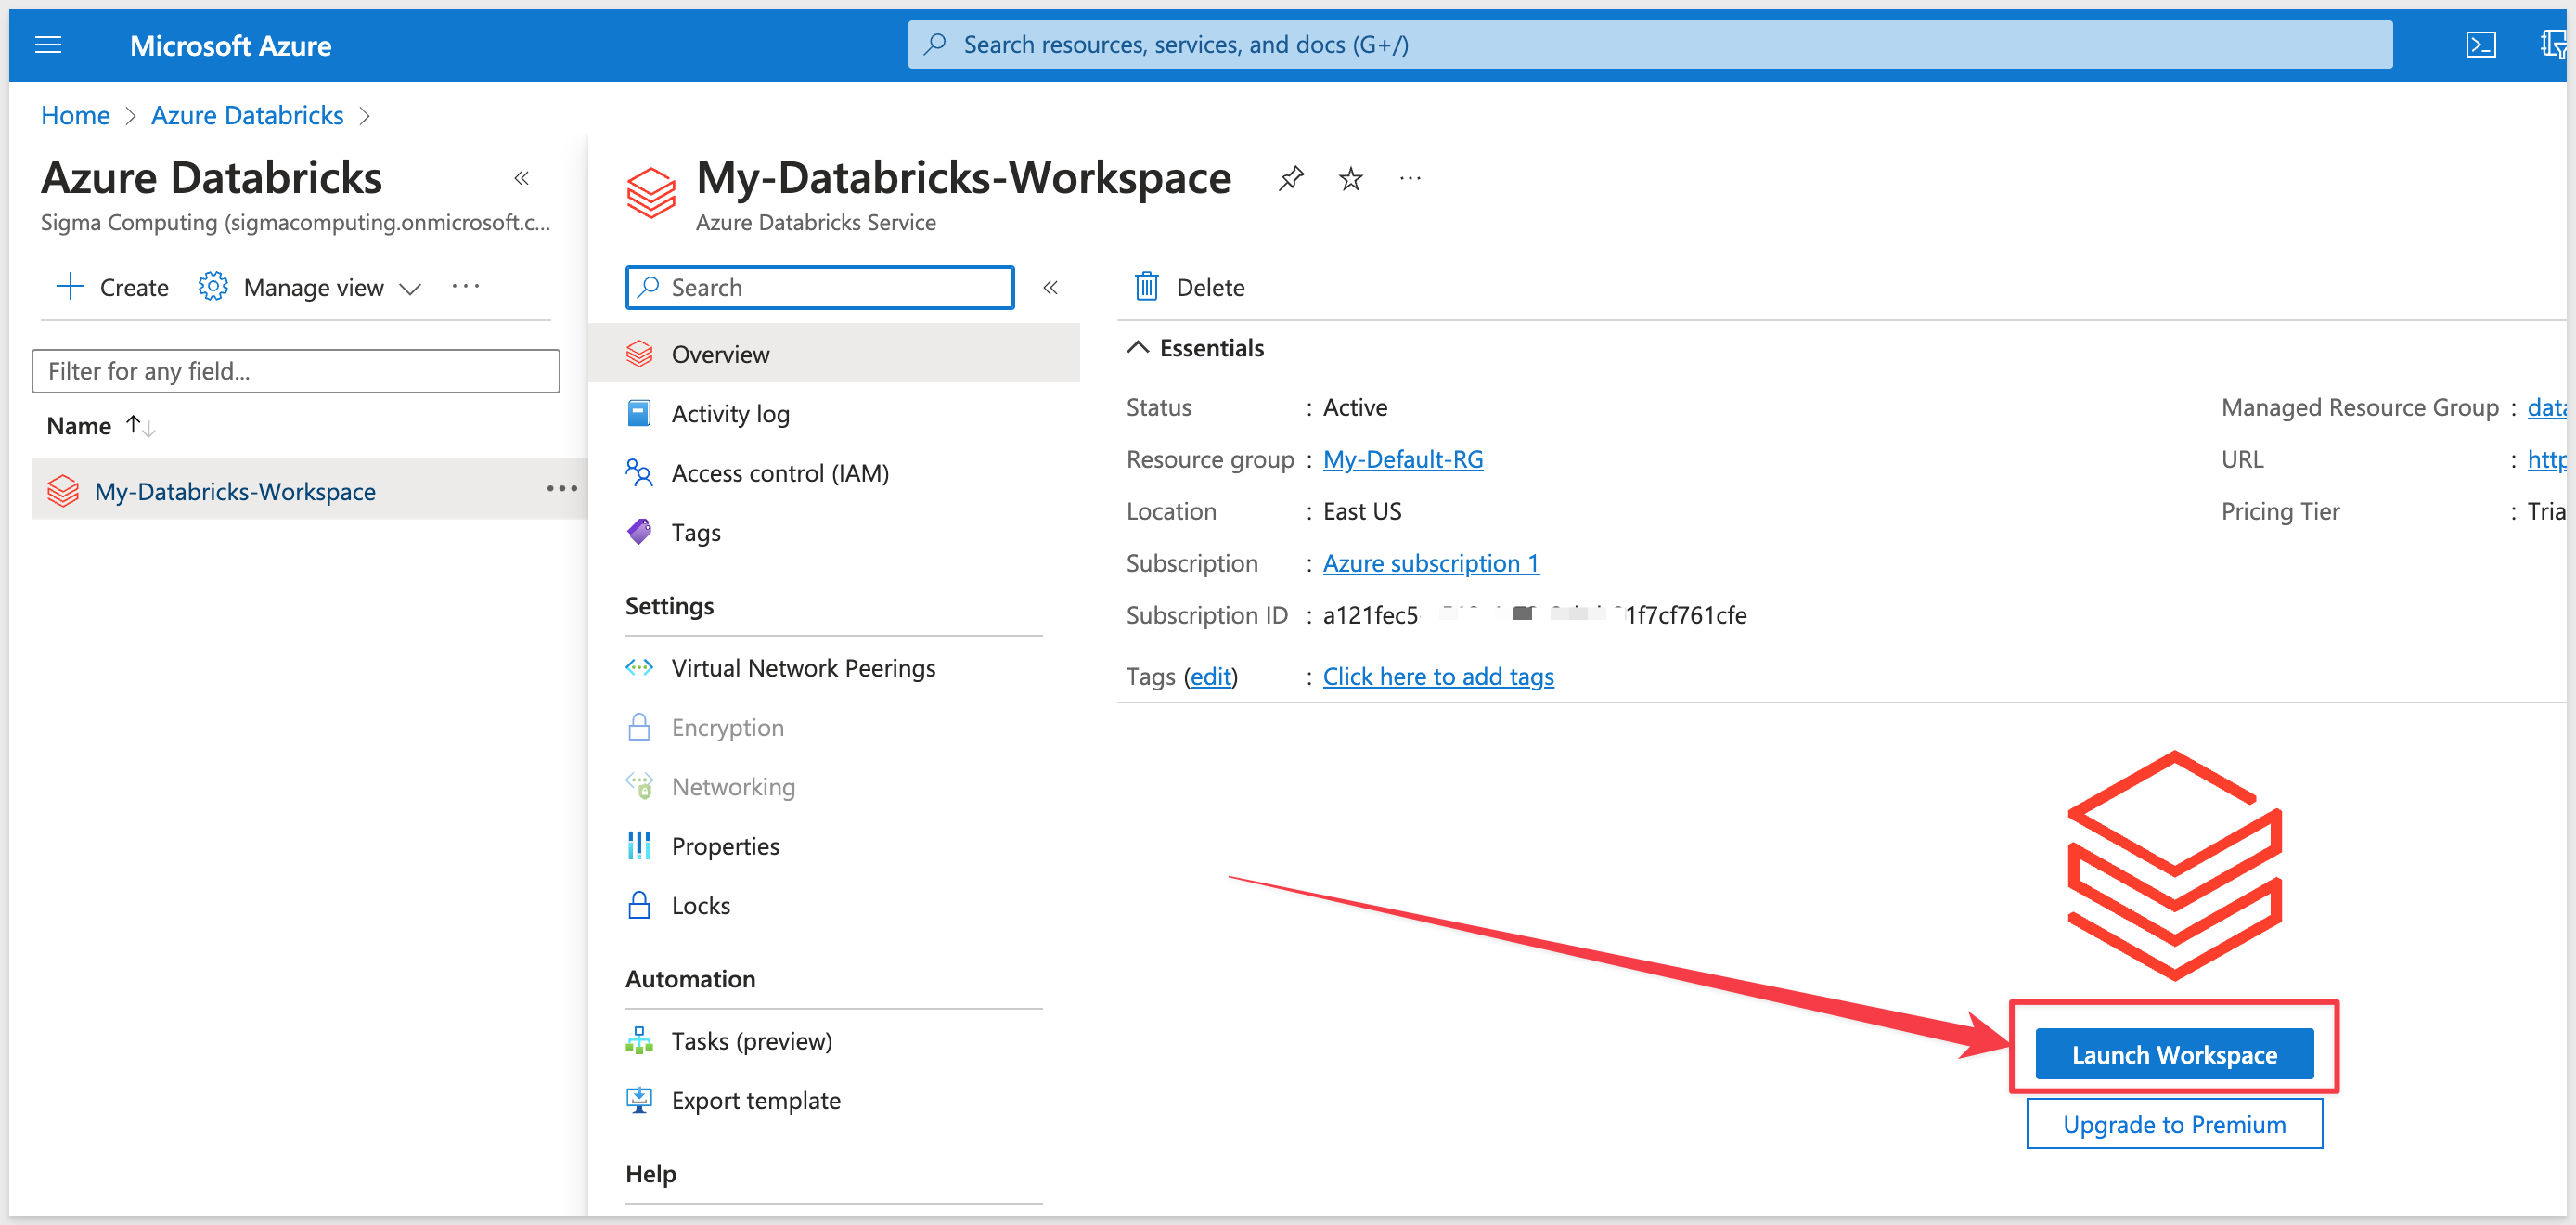 Microsoft Azure
Search resources, services, and docs (G+/)
Home > Azure Databricks >
Azure Databricks
Sigma Computing (sigmacomputing.onmicrosoft.c...
Create
Manage view
Filter for any field...
Name
My-Databricks-Workspace
My-Databricks-Workspace
Azure Databricks Service
Search
Overview
Activity log
Access control (IAM)
Tags
Settings
Virtual Network Peerings
Encryption
Networking
Properties
Locks
Automation
Tasks (preview)
Export template
Help
Delete
Essentials
Status : Active
Resource group : My-Default-RG
Location : East US
Subscription : Azure subscription 1
Subscription ID : a121fec5 1f7cf761cfe
Tags (edit) : Click here to add tags
Managed Resource Group : data
URL : http
Pricing Tier : Tria
Launch Workspace
Upgrade to Premium